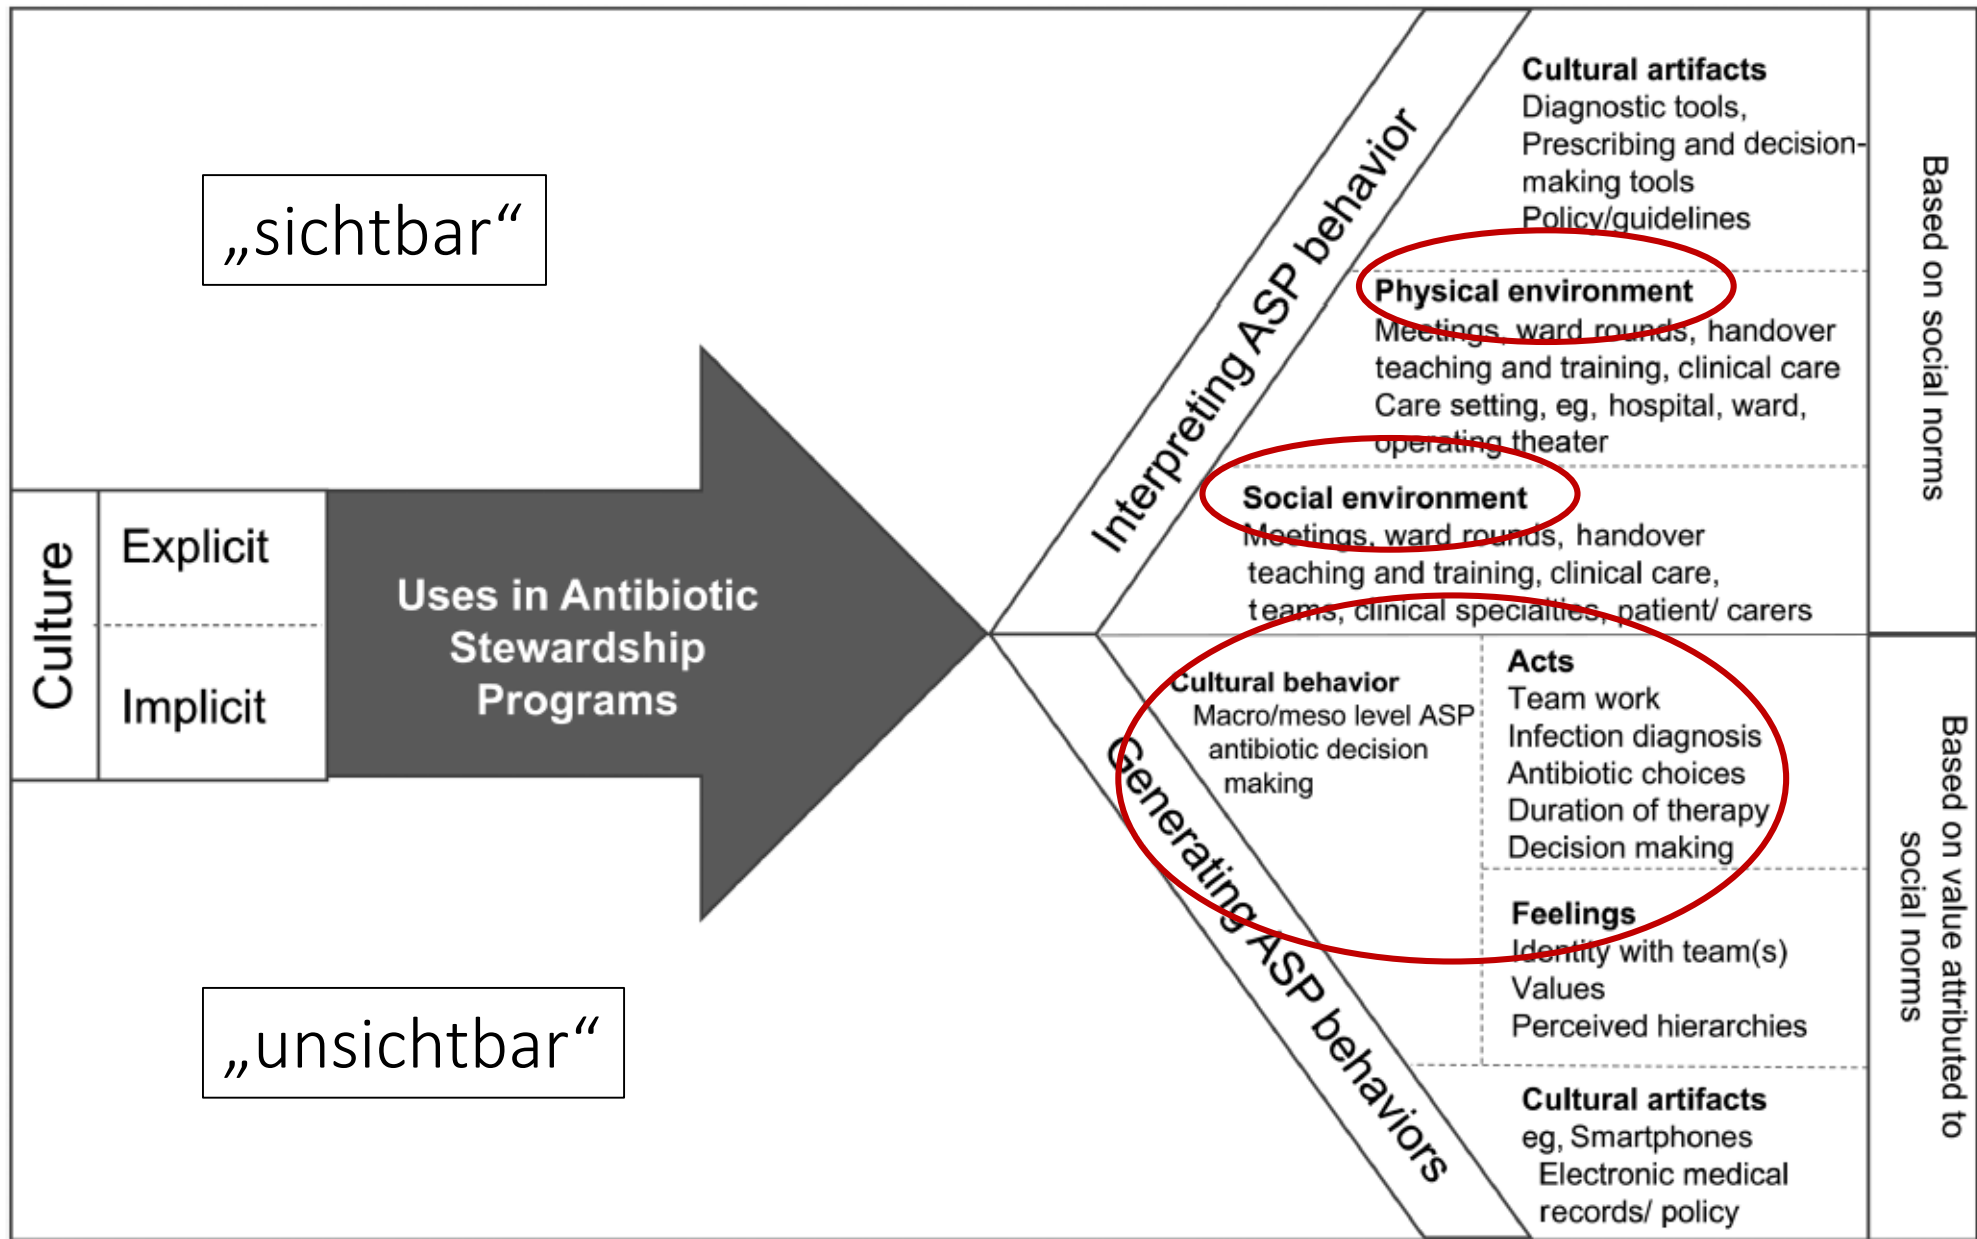 „sichtbar“
„unsichtbar“
Culture
Explicit
Implicit
Uses in Antibiotic
Stewardship
Programs
Interpreting ASP behavior
Cultural artifacts
Diagnostic tools,
Prescribing and decision-
making tools
Policy/guidelines
Physical environment
Meetings, ward rounds, handover
teaching and training, clinical care
Care setting, eg, hospital, ward,
operating theater
Social environment
Meetings, ward rounds, handover
teaching and training, clinical care,
teams, clinical specialties, patient/ carers
Based on social norms
Generating ASP behaviors
Cultural behavior
Macro/meso level ASP
antibiotic decision
making
Acts
Team work
Infection diagnosis
Antibiotic choices
Duration of therapy
Decision making
Feelings
Identity with team(s)
Values
Perceived hierarchies
Cultural artifacts
eg, Smartphones
Electronic medical
records/ policy
Based on value attributed to
social norms